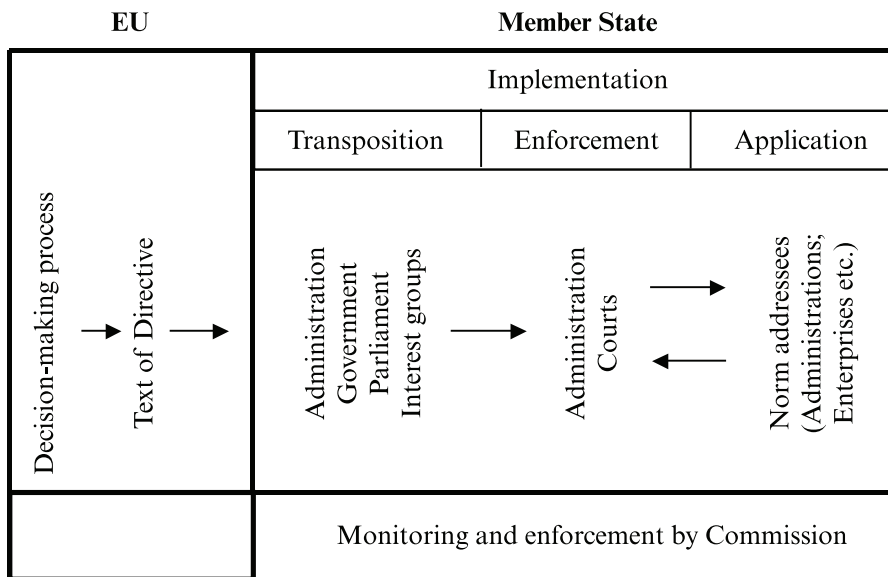 EU
Member State
Implementation
Transposition
Enforcement
Application
Decision-making process
Text of Directive
Administration
Government
Parliament
Interest groups
Administration
Courts
Norm addressees
(Administrations;
Enterprises etc.)
Monitoring and enforcement by Commission